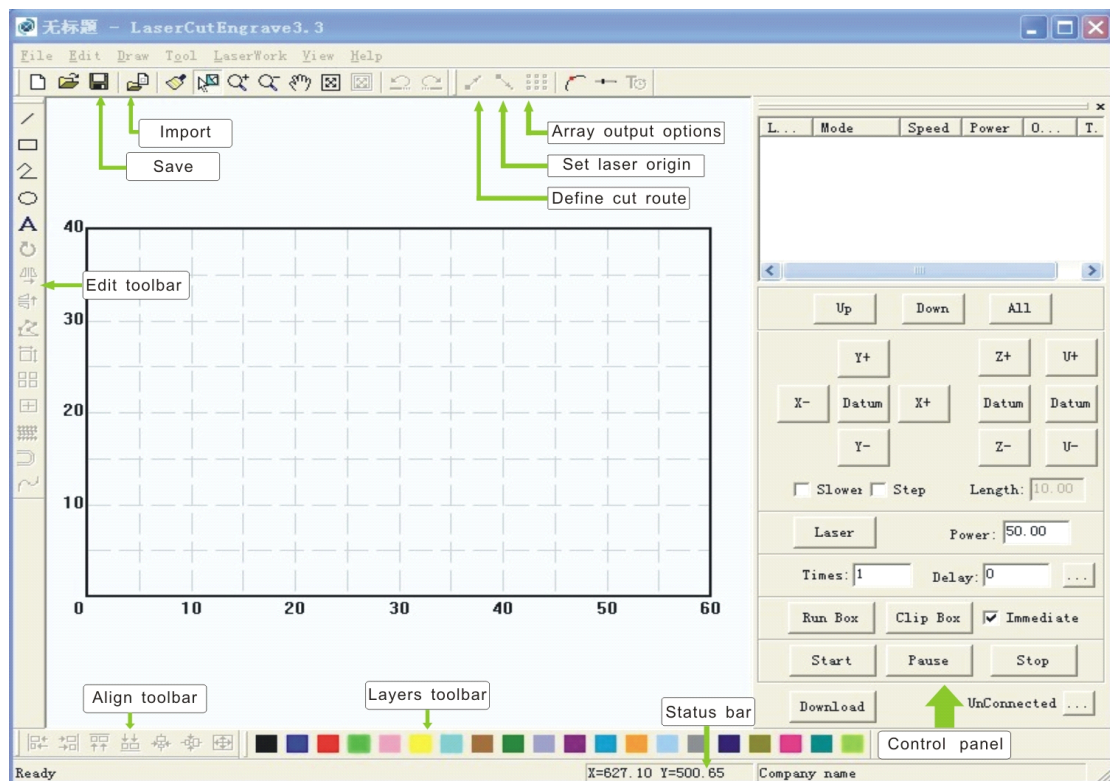 无标题 - LaserCutEngrave3.3
File Edit Draw Tool LaserWork View Help
Import
Save
Array output options
Set laser origin
Define cut route
L... Mode Speed Power O... T.
A
Edit toolbar
40
30
20
10
0 10 20 30 40 50 60
Up Down All
Y+ Z+ U+
X- Datum X+ Datum Datum
Y- Z- U-
Slower Step Length: 10.00
Laser Power: 50.00
Times: 1 Delay: 0 ...
Run Box Clip Box Immediate
Start Pause Stop
Download UnConnected ...
Align toolbar
Layers toolbar
Status bar
Control panel
Ready X=627.10 Y=500.65 Company name